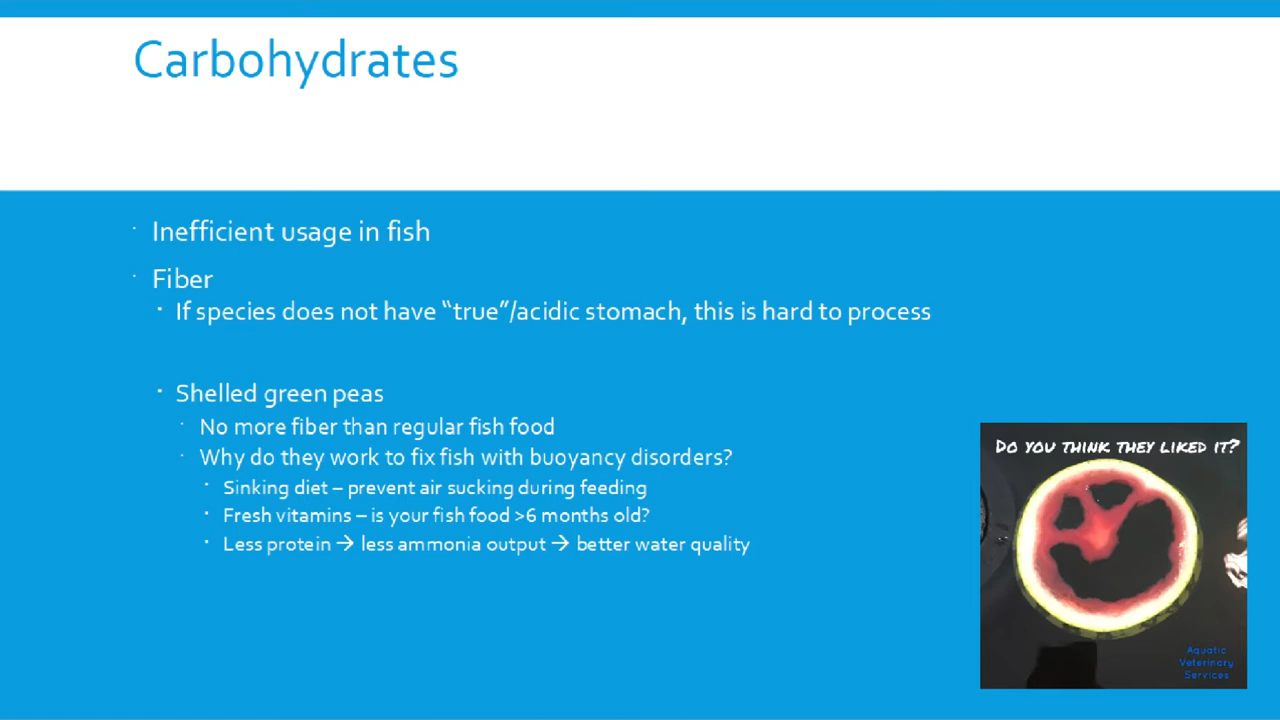 Carbohydrates
Inefficient usage in fish
Fiber
If species does not have “true”/acidic stomach, this is hard to process
Shelled green peas
No more fiber than regular fish food
Why do they work to fix fish with buoyancy disorders?
Sinking diet – prevent air sucking during feeding
Fresh vitamins – is your fish food >6 months old?
Less protein → less ammonia output → better water quality
Do you think they liked it?
Aquatic
Veterinary
Services